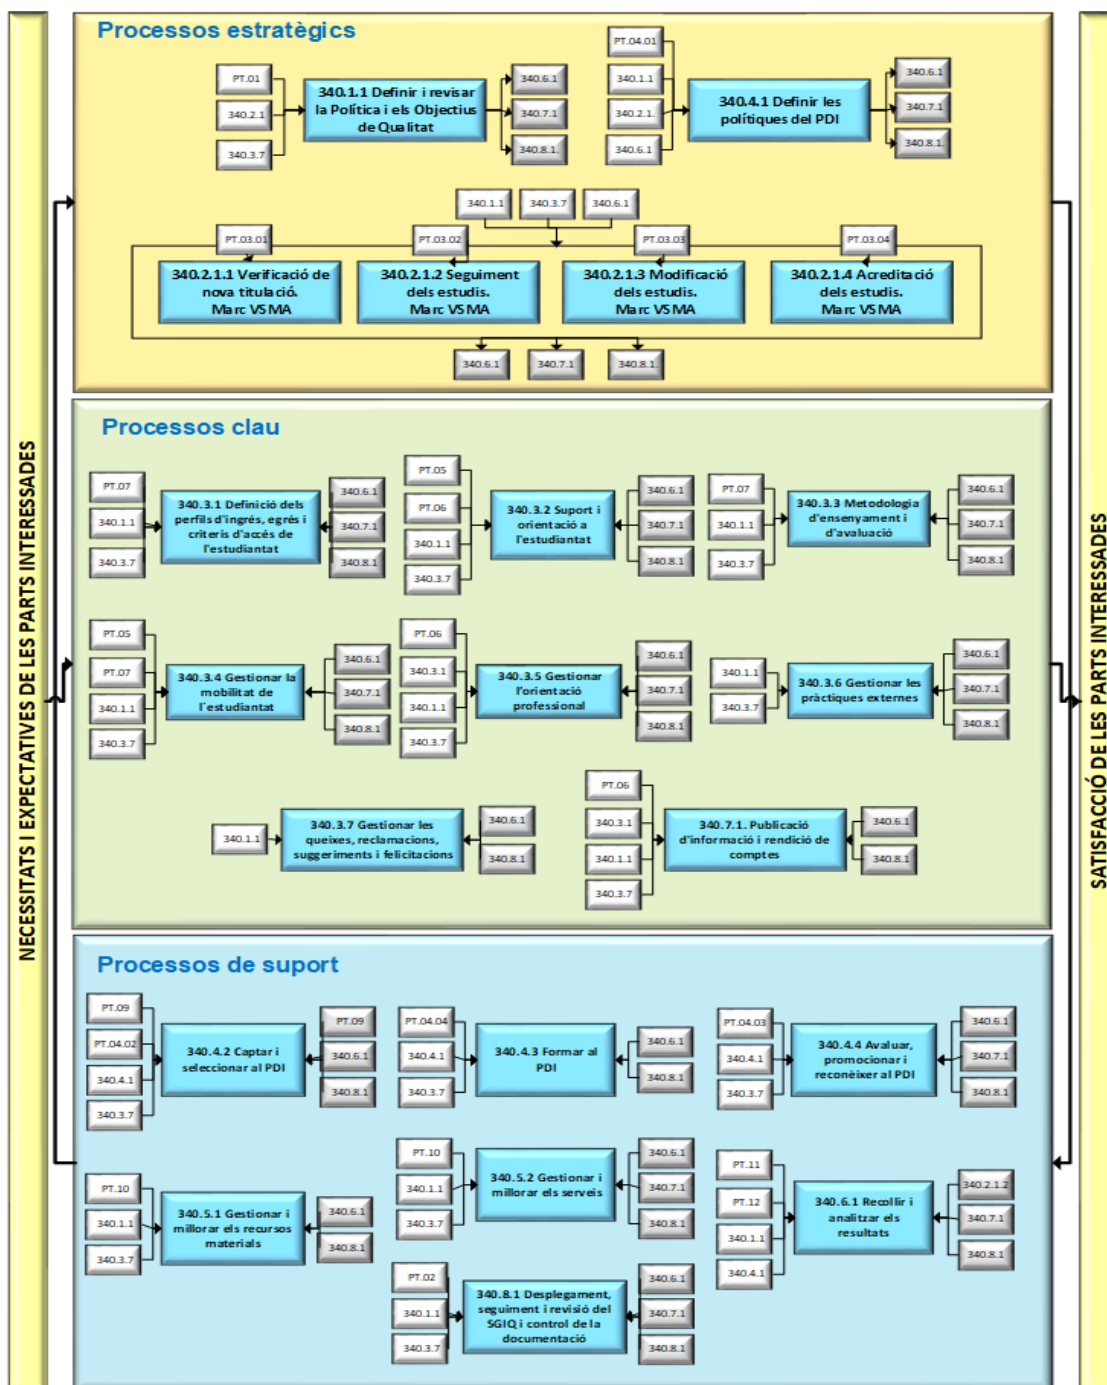 NECESSITATS I EXPECTATIVES DE LES PARTS INTERESSADES
Processos estratègics
PT.01
340.2.1
340.3.7
340.1.1 Definir i revisar
la Política i els Objectius
de Qualitat
340.6.1
340.7.1
340.8.1.
PT.04.01
340.1.1
340.2.1.
340.6.1
340.4.1 Definir les
polítiques del PDI
340.6.1
340.7.1
340.8.1.
340.1.1
340.3.7
340.6.1
PT.03.01
340.2.1.1 Verificació de
nova titulació.
Marc VSMA
PT.03.02
340.2.1.2 Seguiment
dels estudis.
Marc VSMA
PT.03.03
340.2.1.3 Modificació
dels estudis.
Marc VSMA
PT.03.04
340.2.1.4 Acreditació
dels estudis.
Marc VSMA
340.6.1
340.7.1
340.8.1.
Processos clau
PT.07
340.1.1
340.3.7
340.3.1 Definició dels
perfils d'ingrés, egrés i
criteris d'accés de
l'estudiantat
340.6.1
340.7.1
340.8.1
PT.05
PT.06
340.1.1
340.3.7
340.3.2 Suport i
orientació a
l'estudiantat
340.6.1
340.7.1
340.8.1
PT.07
340.1.1
340.3.7
340.3.3 Metodologia
d'ensenyament i
d'avaluació
340.6.1
340.7.1
340.8.1
PT.05
PT.07
340.1.1
340.3.7
340.3.4 Gestionar la
mobilitat de
l'estudiantat
340.6.1
340.7.1
340.8.1
PT.06
340.3.1
340.1.1
340.3.7
340.3.5 Gestionar
l'orientació
professional
340.6.1
340.7.1
340.8.1
340.1.1
340.3.7
340.3.6 Gestionar les
pràctiques externes
340.6.1
340.7.1
340.8.1
340.1.1
340.3.7 Gestionar les
queixes, reclamacions,
suggeriments i felicitacions
340.6.1
340.8.1
PT.06
340.3.1
340.1.1
340.3.7
340.7.1. Publicació
d'informació i rendició de
comptes
340.6.1
340.8.1
Processos de suport
PT.09
PT.04.02
340.4.1
340.3.7
340.4.2 Captar i
seleccionar al PDI
PT.09
340.6.1
340.8.1
PT.04.04
340.4.1
340.3.7
340.4.3 Formar al
PDI
340.6.1
340.8.1
PT.04.03
340.4.1
340.3.7
340.4.4 Avaluar,
promocionar i
reconèixer al PDI
340.6.1
340.7.1
340.8.1
PT.10
340.1.1
340.3.7
340.5.1 Gestionar i
millorar els recursos
materials
340.6.1
340.8.1
PT.10
340.1.1
340.3.7
340.5.2 Gestionar i
millorar els serveis
340.6.1
340.7.1
340.8.1
PT.11
PT.12
340.1.1
340.4.1
340.6.1 Recollir i
analitzar els
resultats
340.2.1.2
340.7.1
340.8.1
PT.02
340.1.1
340.3.7
340.8.1 Desplegament,
seguiment i revisió del
SGIQ i control de la
documentació
340.6.1
340.7.1
340.8.1
SATISFACCIÓ DE LES PARTS INTERESSADES